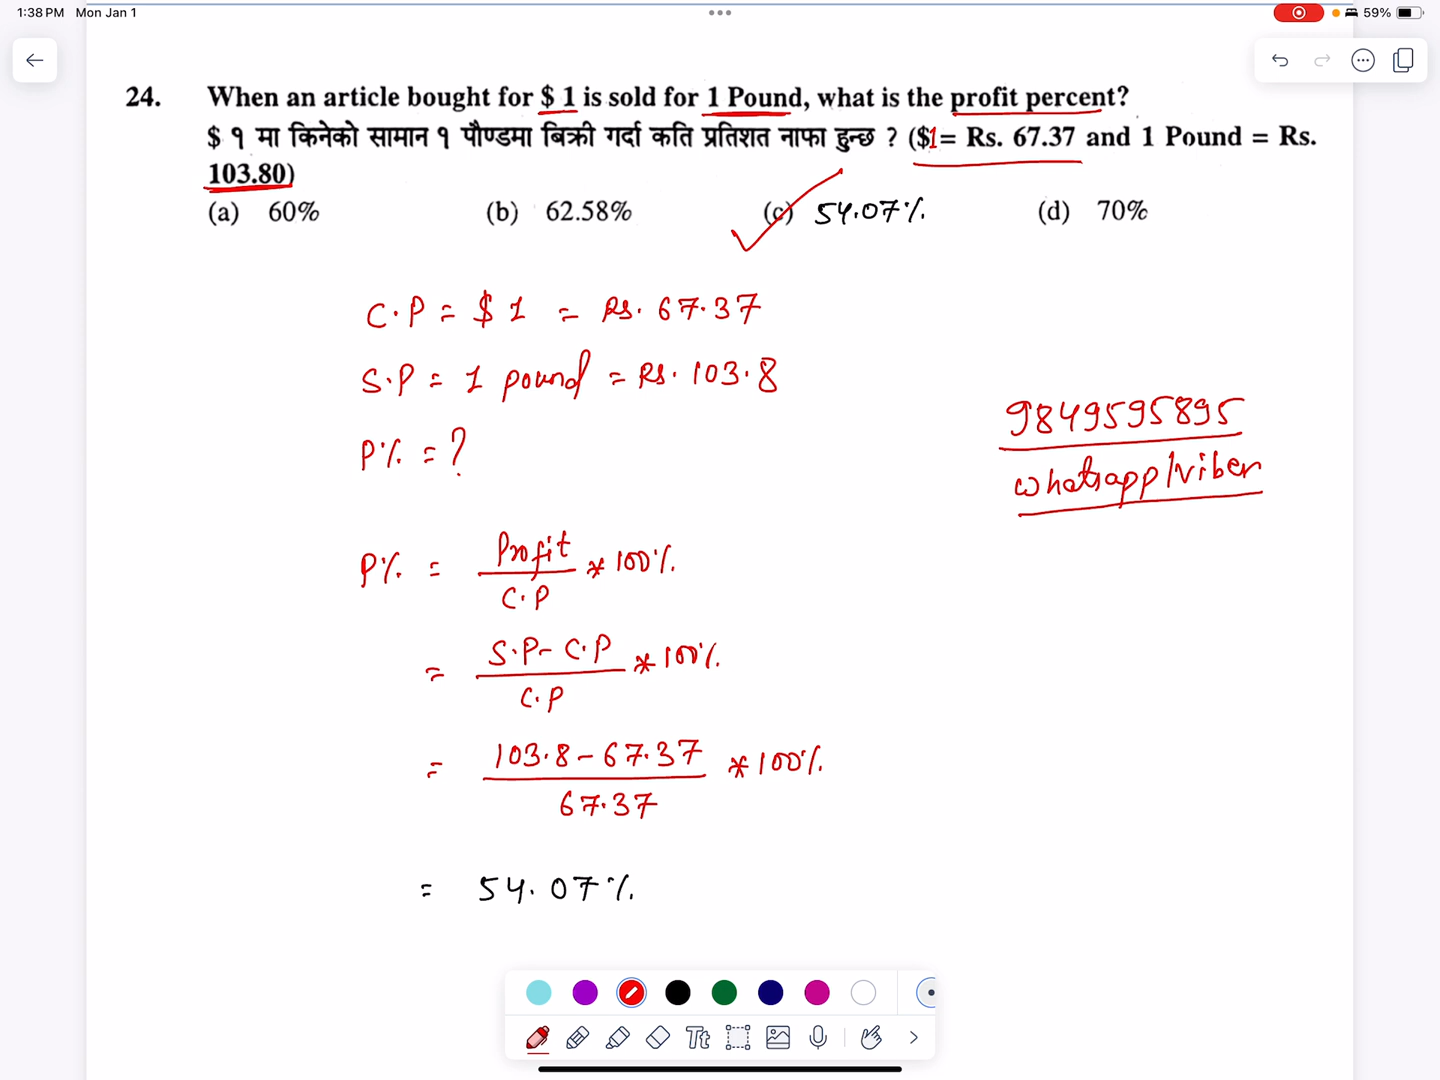 1:38 PM Mon Jan 1
59%
24. When an article bought for $ 1 is sold for 1 Pound, what is the profit percent?
$ १ मा किनेको सामान १ पौण्डमा बिक्री गर्दा कति प्रतिशत नाफा हुन्छ ? ($1= Rs. 67.37 and 1 Pound = Rs.
103.80)
(a) 60% (b) 62.58% (c) 54.07% (d) 70%
C.P = $ 1 = Rs. 67.37
S.P = 1 pound = Rs. 103.8
9849595895
P% = ?
whatsapp/viber
P% = Profit * 100%
C.P
= S.P - C.P * 100%
C.P
= 103.8 - 67.37 * 100%
67.37
= 54.07%
Tt